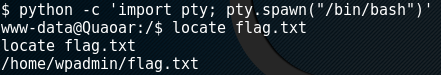 $ python -c 'import pty; pty.spawn("/bin/bash")'
www-data@Quaoar:/$ locate flag.txt
locate flag.txt
/home/wpadmin/flag.txt